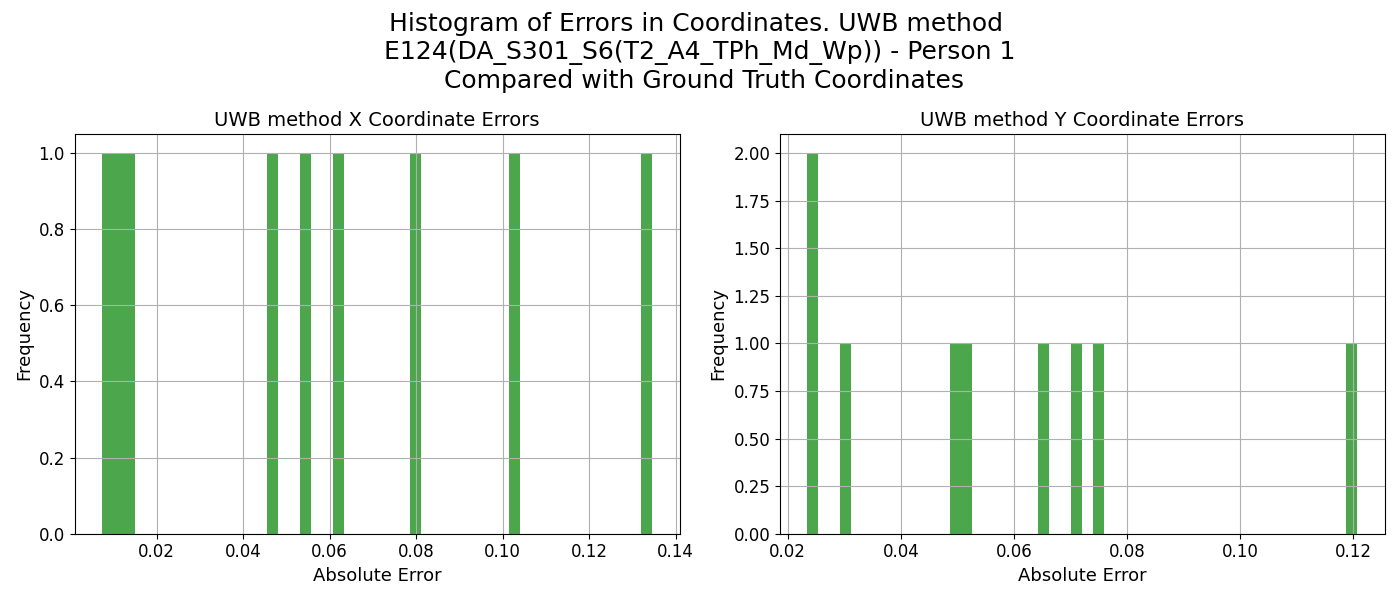 Histogram of Errors in Coordinates. UWB method
E124(DA_S301_S6(T2_A4_TPh_Md_Wp)) - Person 1
Compared with Ground Truth Coordinates
UWB method X Coordinate Errors
Frequency
1.0
0.8
0.6
0.4
0.2
0.0
0.02 0.04 0.06 0.08 0.10 0.12 0.14
Absolute Error
UWB method Y Coordinate Errors
Frequency
2.00
1.75
1.50
1.25
1.00
0.75
0.50
0.25
0.00
0.02 0.04 0.06 0.08 0.10 0.12
Absolute Error